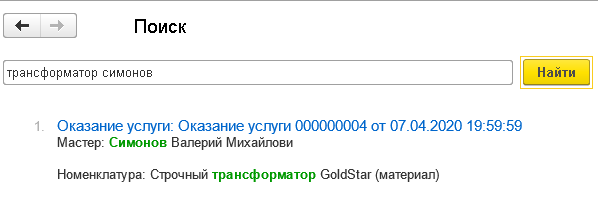 Поиск
трансформатор симонов
Найти
1. Оказание услуги: Оказание услуги 000000004 от 07.04.2020 19:59:59
Мастер: Симонов Валерий Михайлови
Номенклатура: Строчный трансформатор GoldStar (материал)